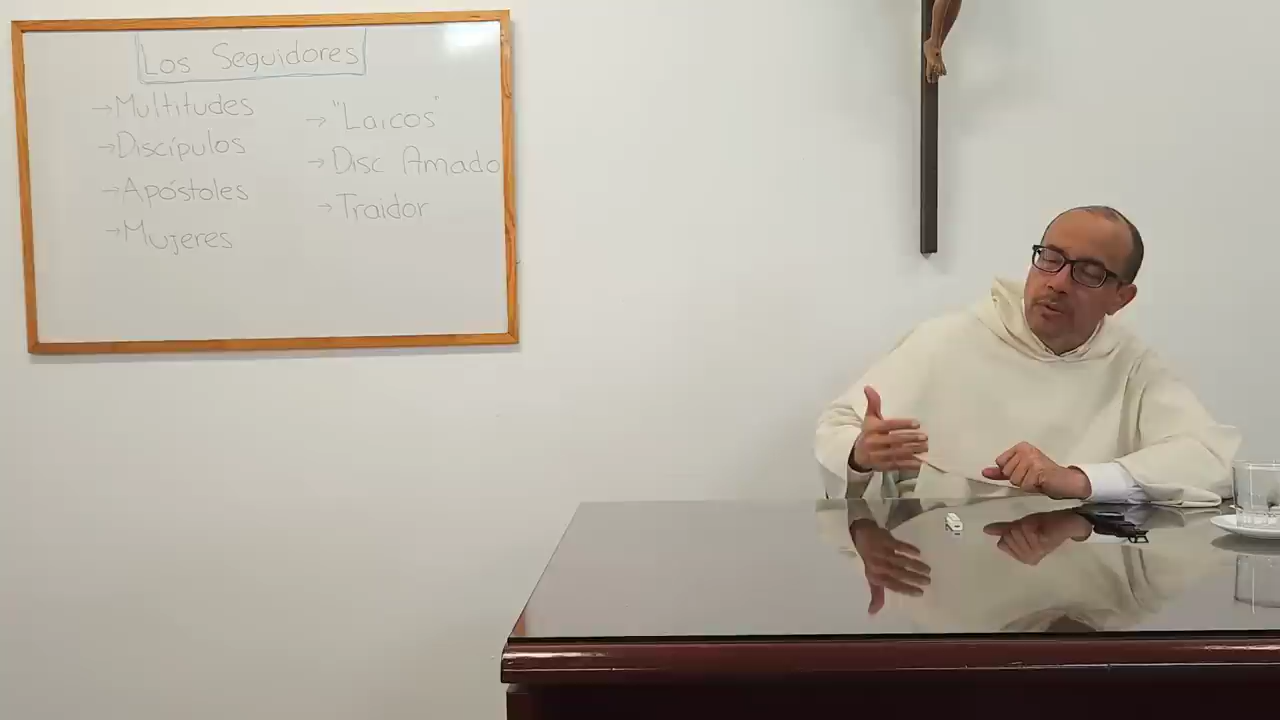 Los Seguidores
→Multitudes
→Discípulos
→Apóstoles
→Mujeres
→"Laicos"
→Disc Amado
→Traidor